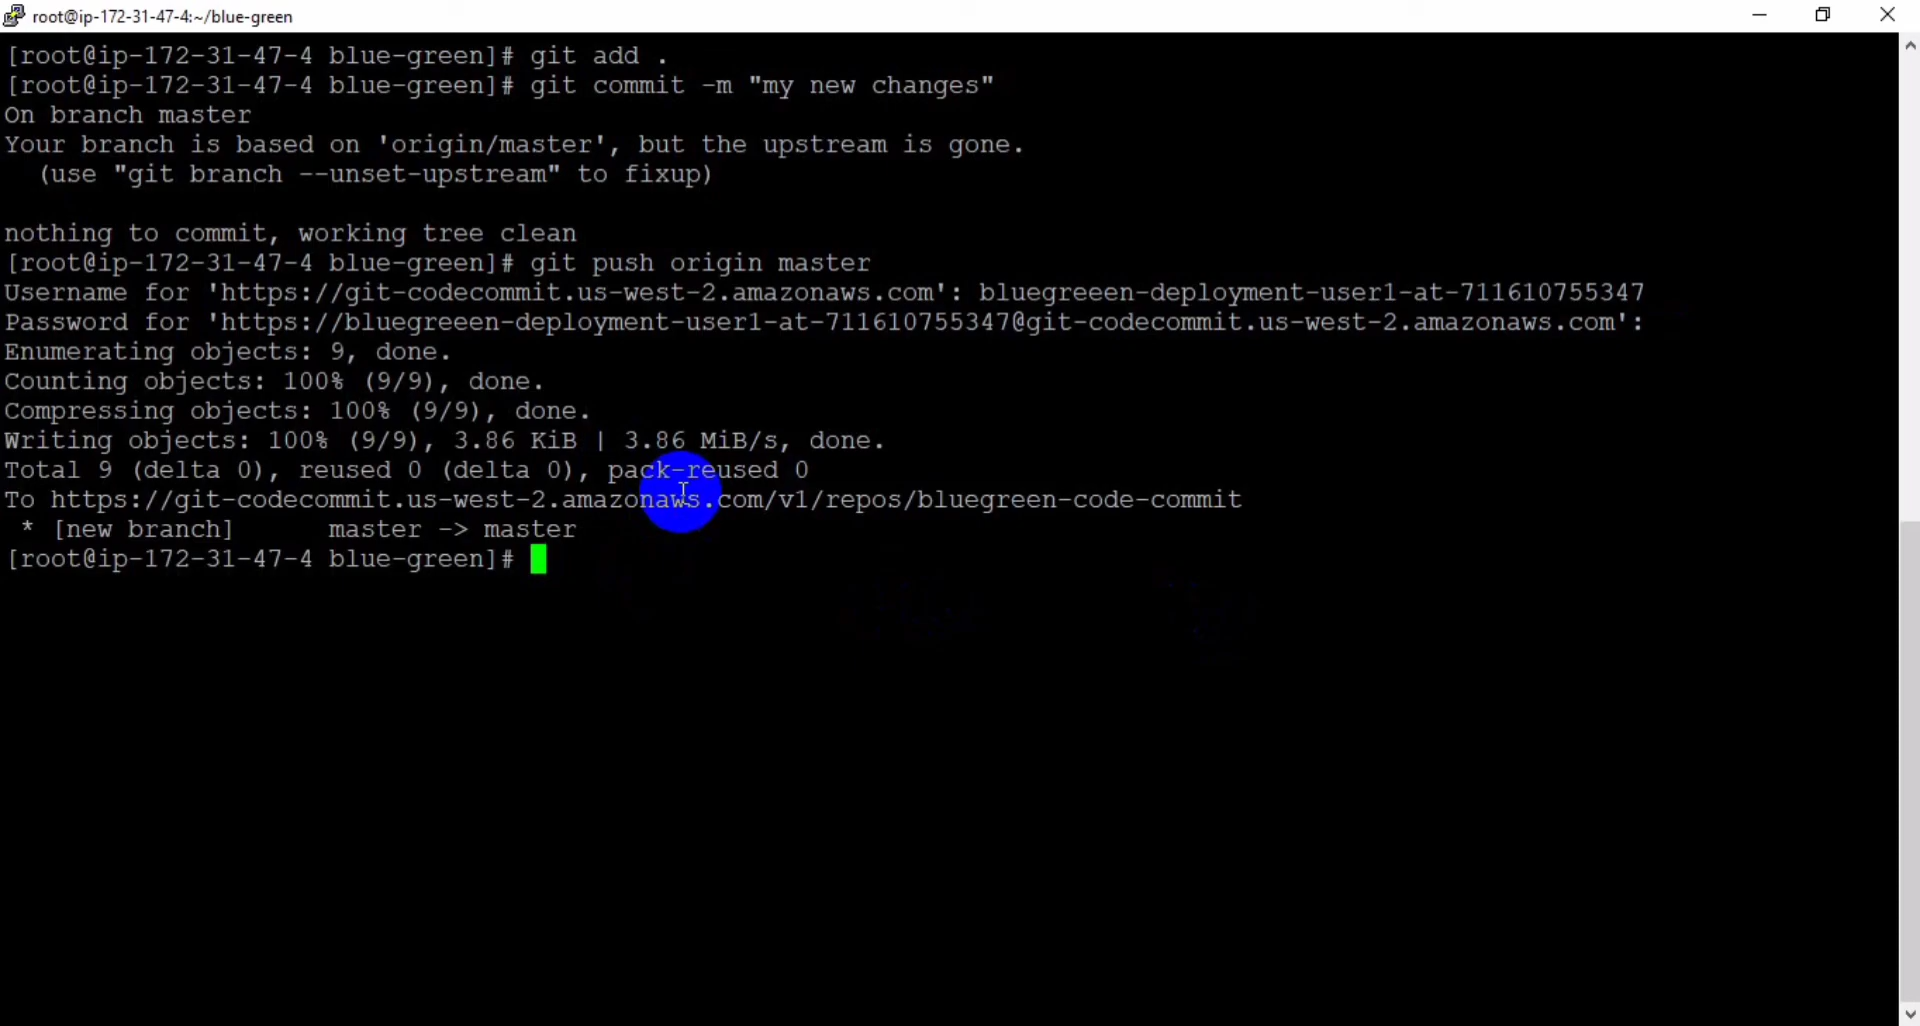 root@ip-172-31-47-4:~/blue-green
[root@ip-172-31-47-4 blue-green]# git add .
[root@ip-172-31-47-4 blue-green]# git commit -m "my new changes"
On branch master
Your branch is based on 'origin/master', but the upstream is gone.
  (use "git branch --unset-upstream" to fixup)
nothing to commit, working tree clean
[root@ip-172-31-47-4 blue-green]# git push origin master
Username for 'https://git-codecommit.us-west-2.amazonaws.com': bluegreeen-deployment-user1-at-711610755347
Password for 'https://bluegreeen-deployment-user1-at-711610755347@git-codecommit.us-west-2.amazonaws.com':
Enumerating objects: 9, done.
Counting objects: 100% (9/9), done.
Compressing objects: 100% (9/9), done.
Writing objects: 100% (9/9), 3.86 KiB | 3.86 MiB/s, done.
Total 9 (delta 0), reused 0 (delta 0), pack-reused 0
To https://git-codecommit.us-west-2.amazonaws.com/v1/repos/bluegreen-code-commit
 * [new branch]      master -> master
[root@ip-172-31-47-4 blue-green]#